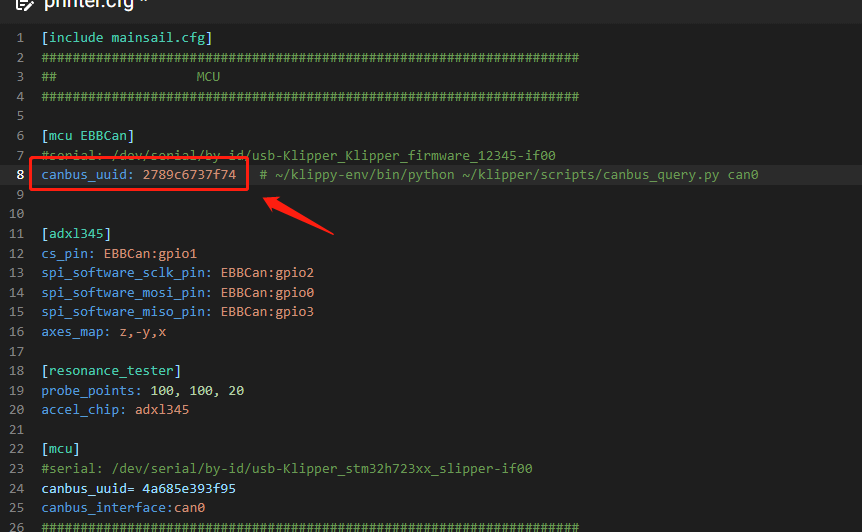 printer.cfg *
1 [include mainsail.cfg]
2 #####################################################################
3 ## MCU
4 #####################################################################
5
6 [mcu EBBCan]
7 #serial: /dev/serial/by-id/usb-Klipper_Klipper_firmware_12345-if00
8 canbus_uuid: 2789c6737f74 # ~/klippy-env/bin/python ~/klipper/scripts/canbus_query.py can0
9
10
11 [adxl345]
12 cs_pin: EBBCan:gpio1
13 spi_software_sclk_pin: EBBCan:gpio2
14 spi_software_mosi_pin: EBBCan:gpio0
15 spi_software_miso_pin: EBBCan:gpio3
16 axes_map: z,-y,x
17
18 [resonance_tester]
19 probe_points: 100, 100, 20
20 accel_chip: adxl345
21
22 [mcu]
23 #serial: /dev/serial/by-id/usb-Klipper_stm32h723xx_slipper-if00
24 canbus_uuid= 4a685e393f95
25 canbus_interface:can0
26 #####################################################################